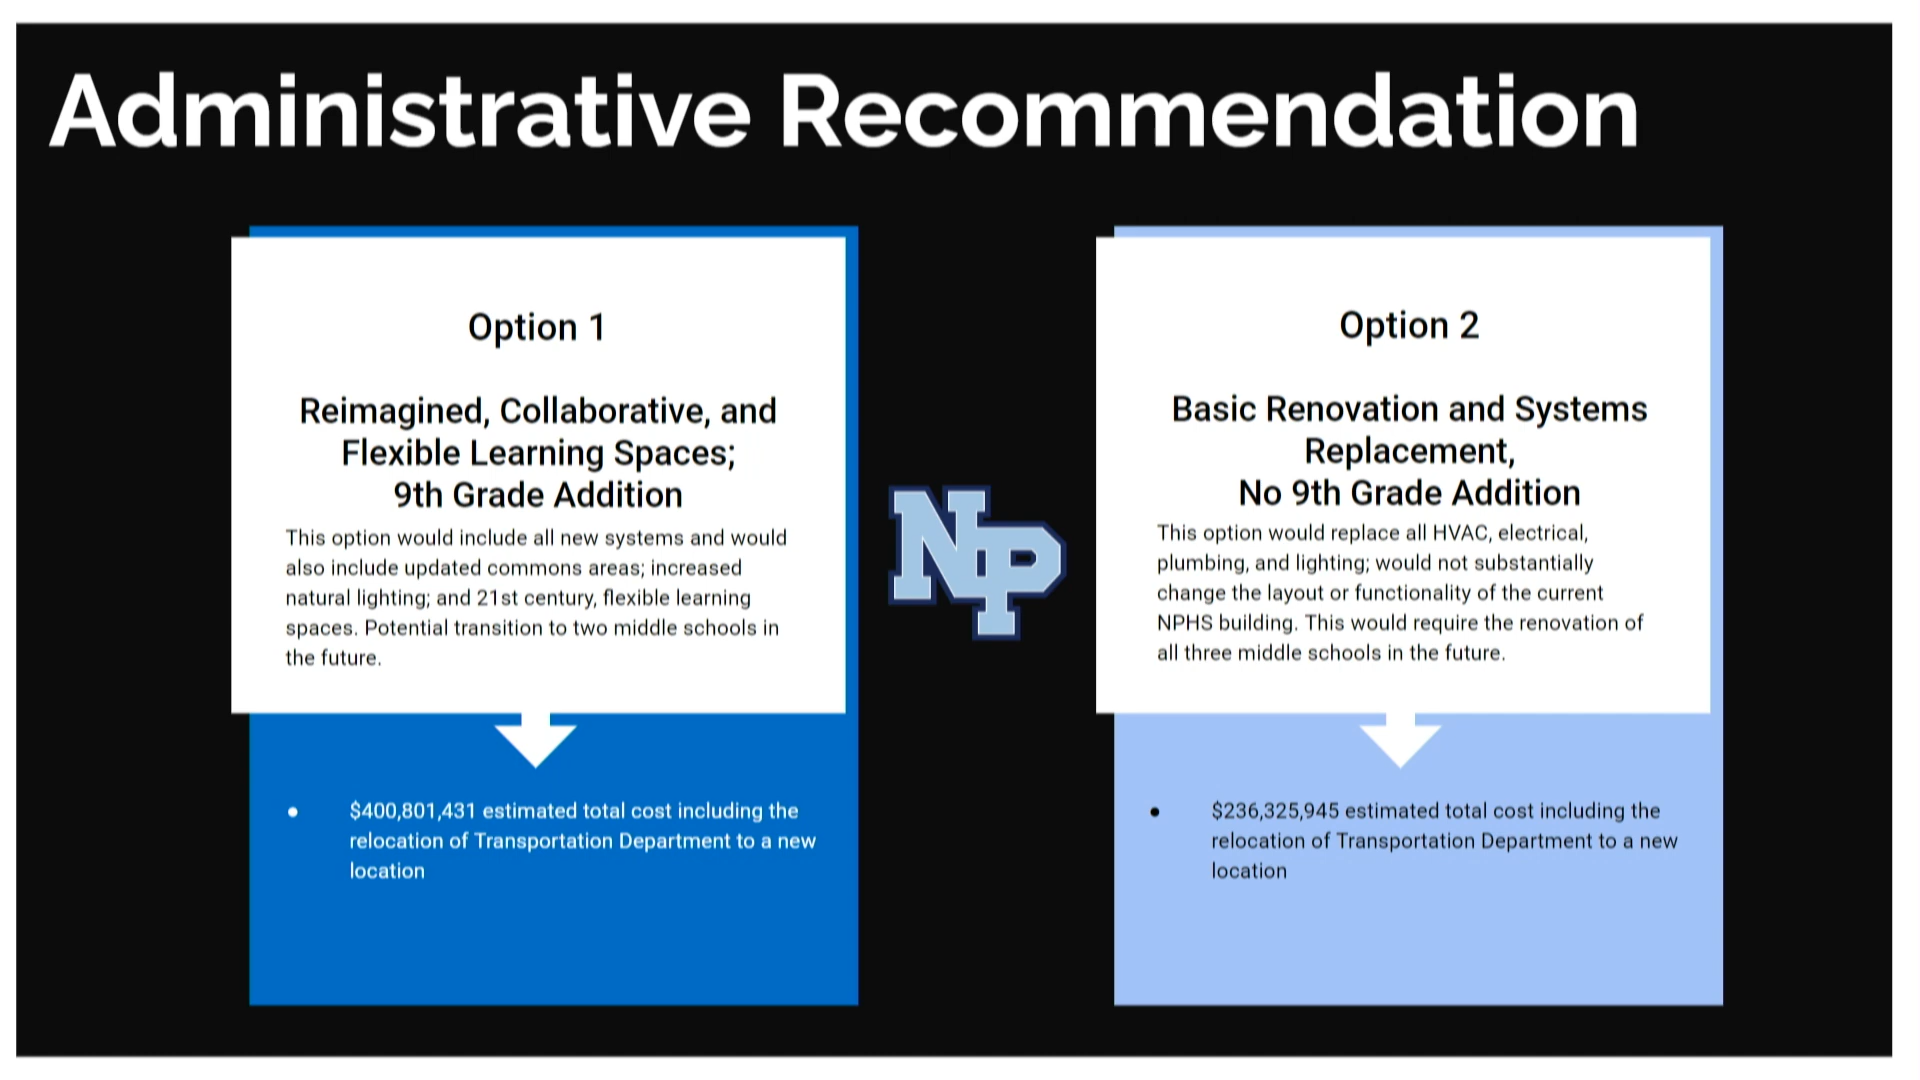 Administrative Recommendation
Option 1
Reimagined, Collaborative, and
Flexible Learning Spaces;
9th Grade Addition
This option would include all new systems and would
also include updated commons areas; increased
natural lighting; and 21st century, flexible learning
spaces. Potential transition to two middle schools in
the future.
• $400,801,431 estimated total cost including the
relocation of Transportation Department to a new
location
NP
Option 2
Basic Renovation and Systems
Replacement,
No 9th Grade Addition
This option would replace all HVAC, electrical,
plumbing, and lighting; would not substantially
change the layout or functionality of the current
NPHS building. This would require the renovation of
all three middle schools in the future.
• $236,325,945 estimated total cost including the
relocation of Transportation Department to a new
location